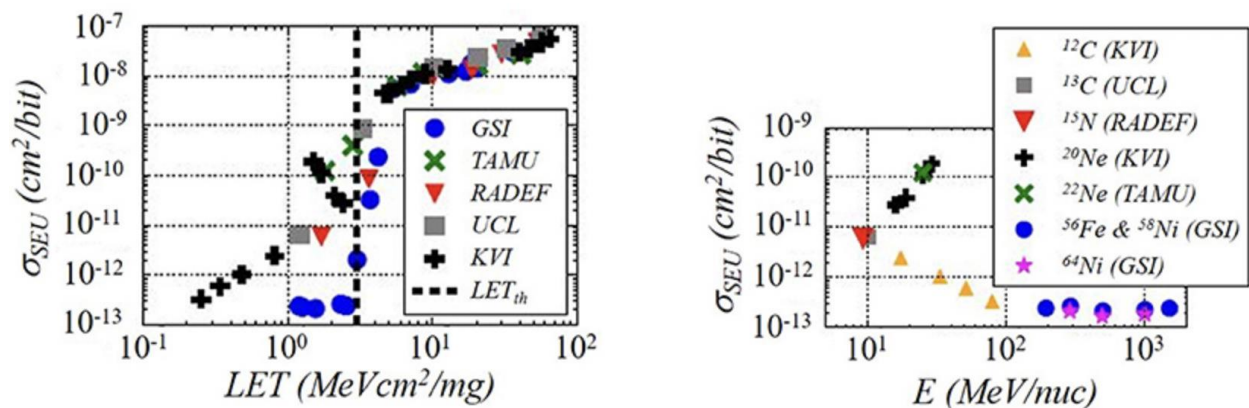 σSEU (cm²/bit)
10⁻⁷
10⁻⁸
10⁻⁹
10⁻¹⁰
10⁻¹¹
10⁻¹²
10⁻¹³
10⁻¹ 10⁰ 10¹ 10²
LET (MeVcm²/mg)
GSI
TAMU
RADEF
UCL
KVI
LETth
σSEU (cm²/bit)
10⁻⁹
10⁻¹⁰
10⁻¹¹
10⁻¹²
10⁻¹³
10¹ 10² 10³
E (MeV/nuc)
¹²C (KVI)
¹³C (UCL)
¹⁵N (RADEF)
²⁰Ne (KVI)
²²Ne (TAMU)
⁵⁶Fe & ⁵⁸Ni (GSI)
⁶⁴Ni (GSI)